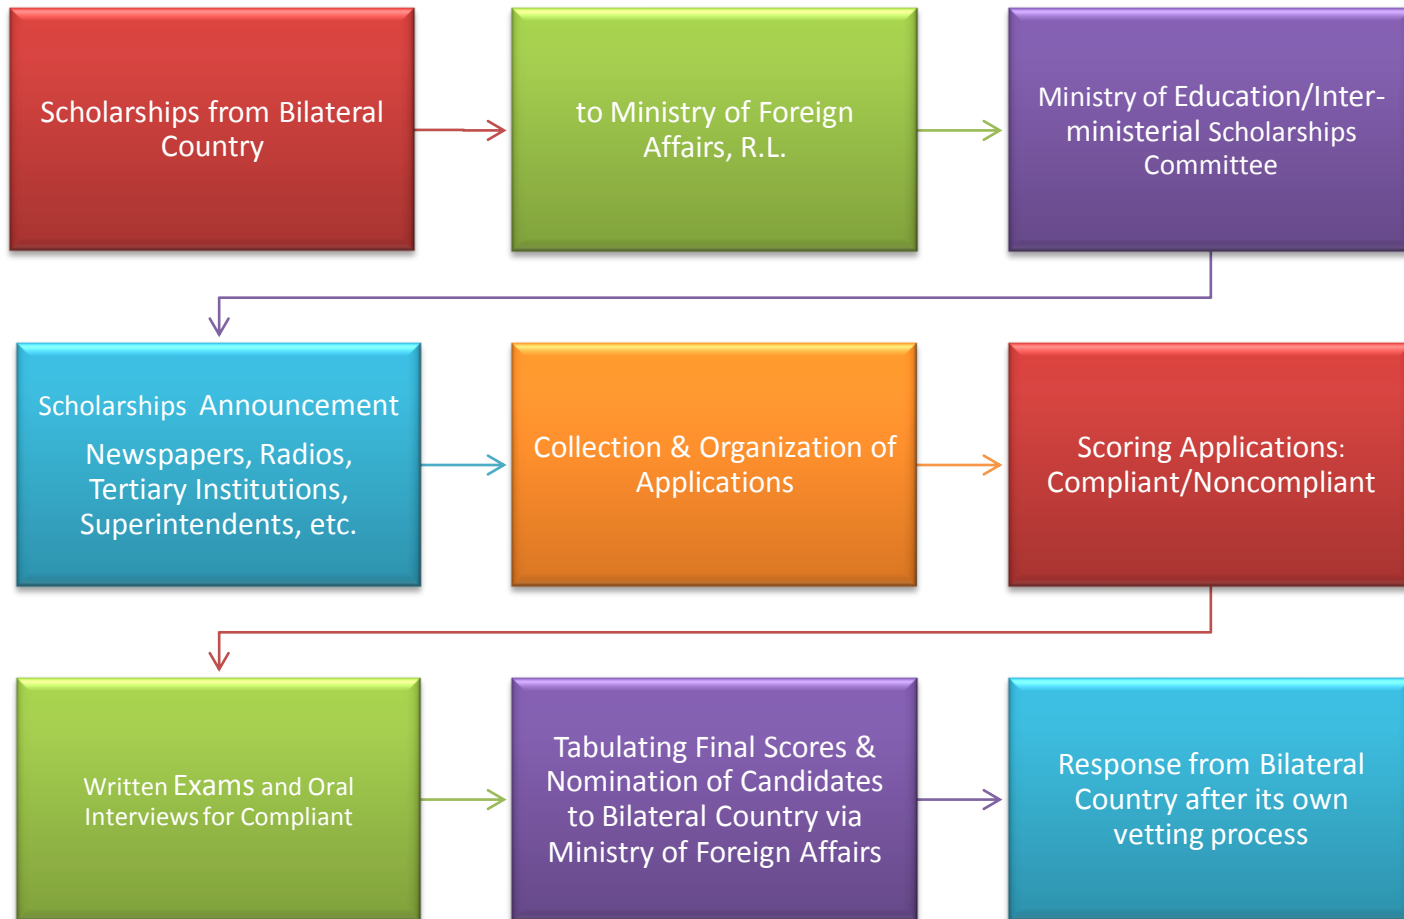 Scholarships from Bilateral
Country
to Ministry of Foreign
Affairs, R.L.
Ministry of Education/Inter-
ministerial Scholarships
Committee
Scholarships Announcement
Newspapers, Radios,
Tertiary Institutions,
Superintendents, etc.
Collection & Organization of
Applications
Scoring Applications:
Compliant/Noncompliant
Written Exams and Oral
Interviews for Compliant
Tabulating Final Scores &
Nomination of Candidates
to Bilateral Country via
Ministry of Foreign Affairs
Response from Bilateral
Country after its own
vetting process